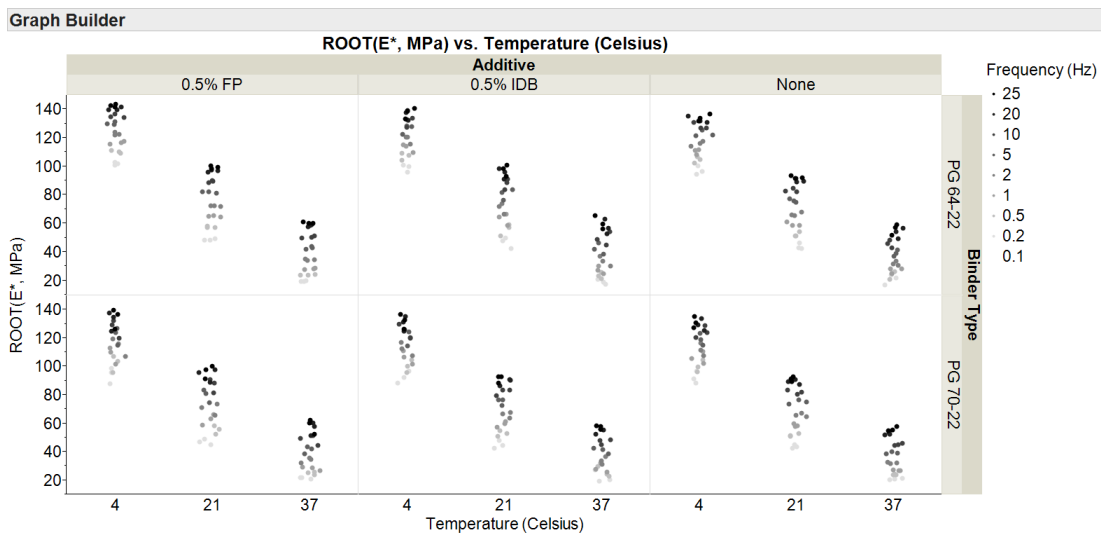 Graph Builder
ROOT(E*, MPa) vs. Temperature (Celsius)
Additive
0.5% FP 0.5% IDB None
Frequency (Hz)
25
20
10
5
2
1
0.5
0.2
0.1
ROOT(E*, MPa)
140
120
100
80
60
40
20
PG 64-22
140
120
100
80
60
40
20
PG 70-22
Binder Type
4 21 37 4 21 37 4 21 37
Temperature (Celsius)